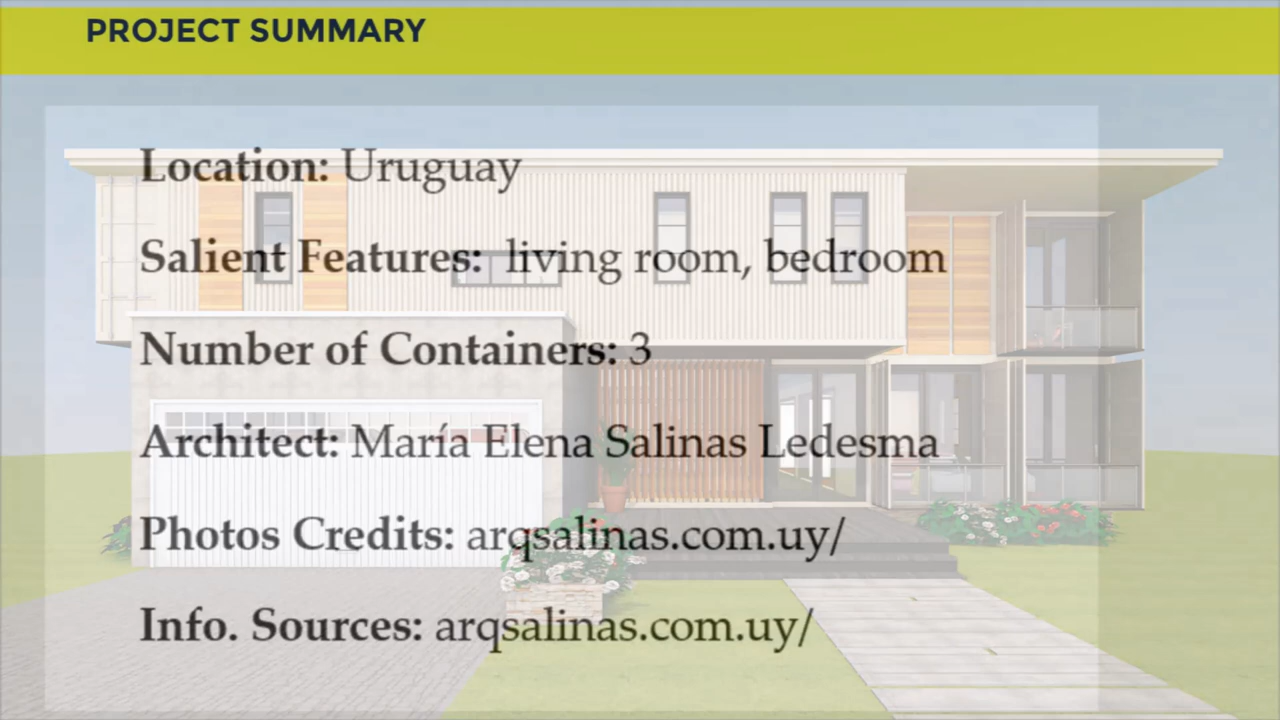 PROJECT SUMMARY
Location: Uruguay
Salient Features: living room, bedroom
Number of Containers: 3
Architect: María Elena Salinas Ledesma
Photos Credits: arqsalinas.com.uy/
Info. Sources: arqsalinas.com.uy/